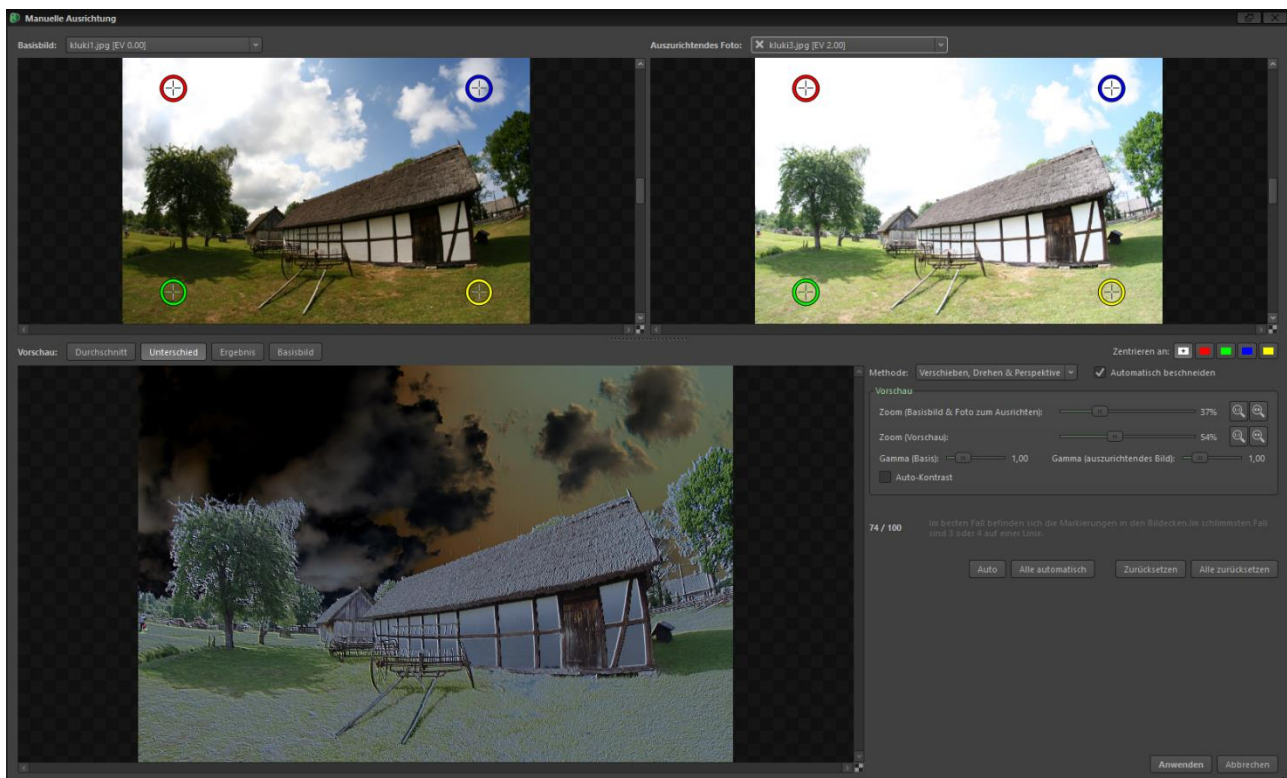 Manuelle Ausrichtung
Basisbild: kluki1.jpg [EV 0.00]
Auszurichtendes Foto: kluki3.jpg [EV 2.00]
Vorschau: Durchschnitt Unterschied Ergebnis Basisbild
Zentrieren an:
Methode: Verschieben, Drehen & Perspektive Automatisch beschneiden
Vorschau
Zoom (Basisbild & Foto zum Ausrichten): 37%
Zoom (Vorschau): 54%
Gamma (Basis): 1,00 Gamma (auszurichtendes Bild): 1,00
Auto-Kontrast
74 / 100 Im besten Fall befinden sich die Markierungen in den Bildecken.Im schlimmsten Fall
sind 3 oder 4 auf einer Linie.
Auto Alle automatisch Zurücksetzen Alle zurücksetzen
Anwenden Abbrechen